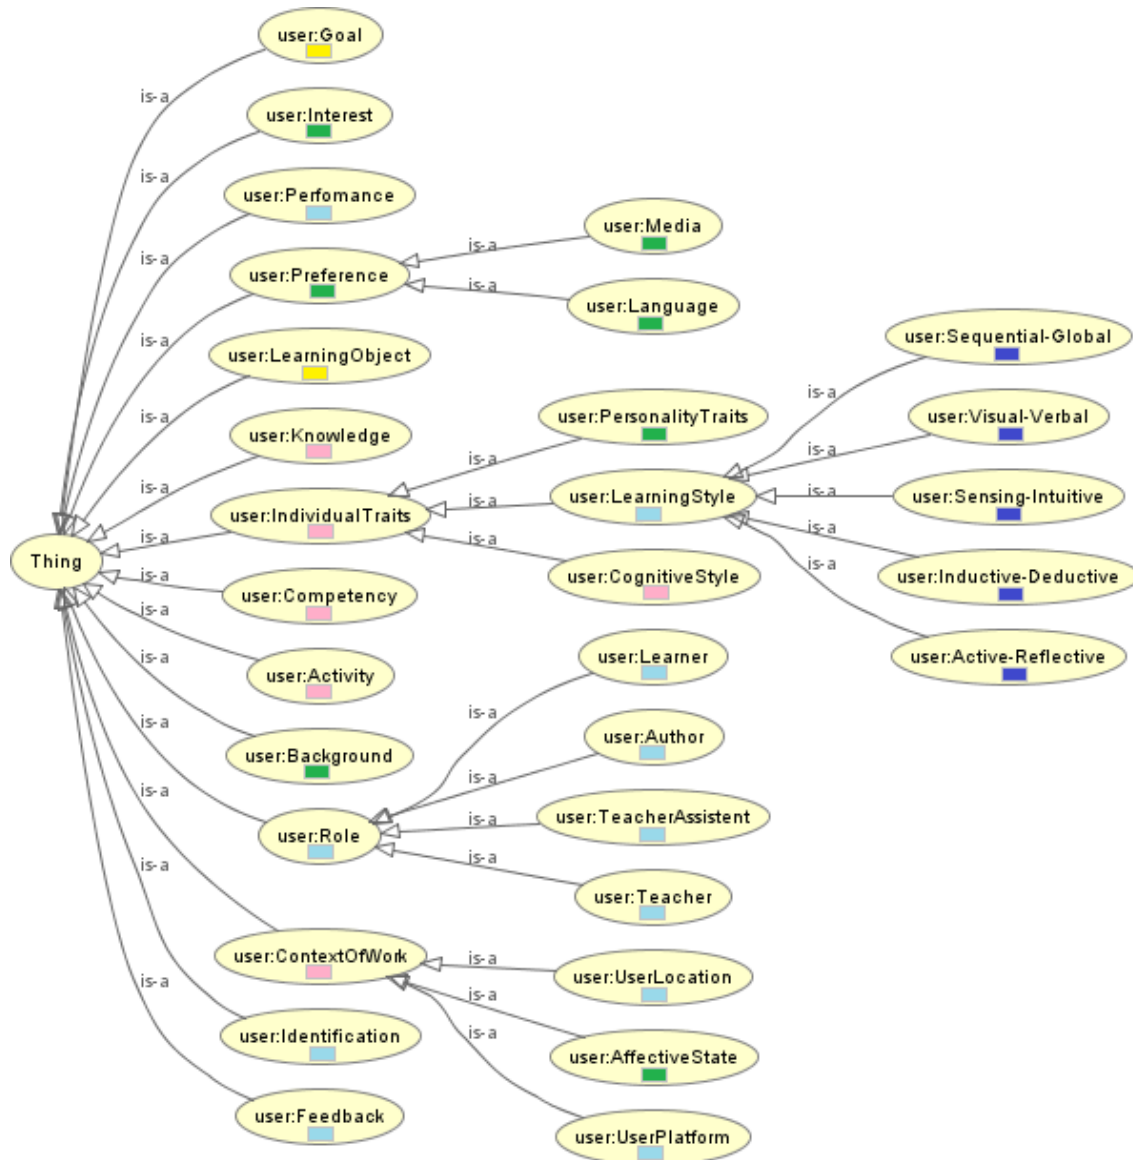 user:Goal
is-a
user:Interest
is-a
user:Perfomance
is-a
user:Preference
is-a
user:Media
is-a
user:Language
is-a
user:LearningObject
is-a
user:Knowledge
is-a
user:IndividualTraits
is-a
user:PersonalityTraits
is-a
user:LearningStyle
is-a
user:CognitiveStyle
user:Sequential-Global
is-a
user:Visual-Verbal
user:Sensing-Intuitive
is-a
user:Inductive-Deductive
is-a
user:Active-Reflective
Thing
user:Competency
is-a
user:Activity
user:Background
is-a
user:Role
is-a
user:Learner
is-a
user:Author
is-a
user:TeacherAssistent
is-a
user:Teacher
is-a
user:ContextOfWork
is-a
user:UserLocation
is-a
user:AffectiveState
is-a
user:UserPlatform
is-a
user:Identification
is-a
user:Feedback